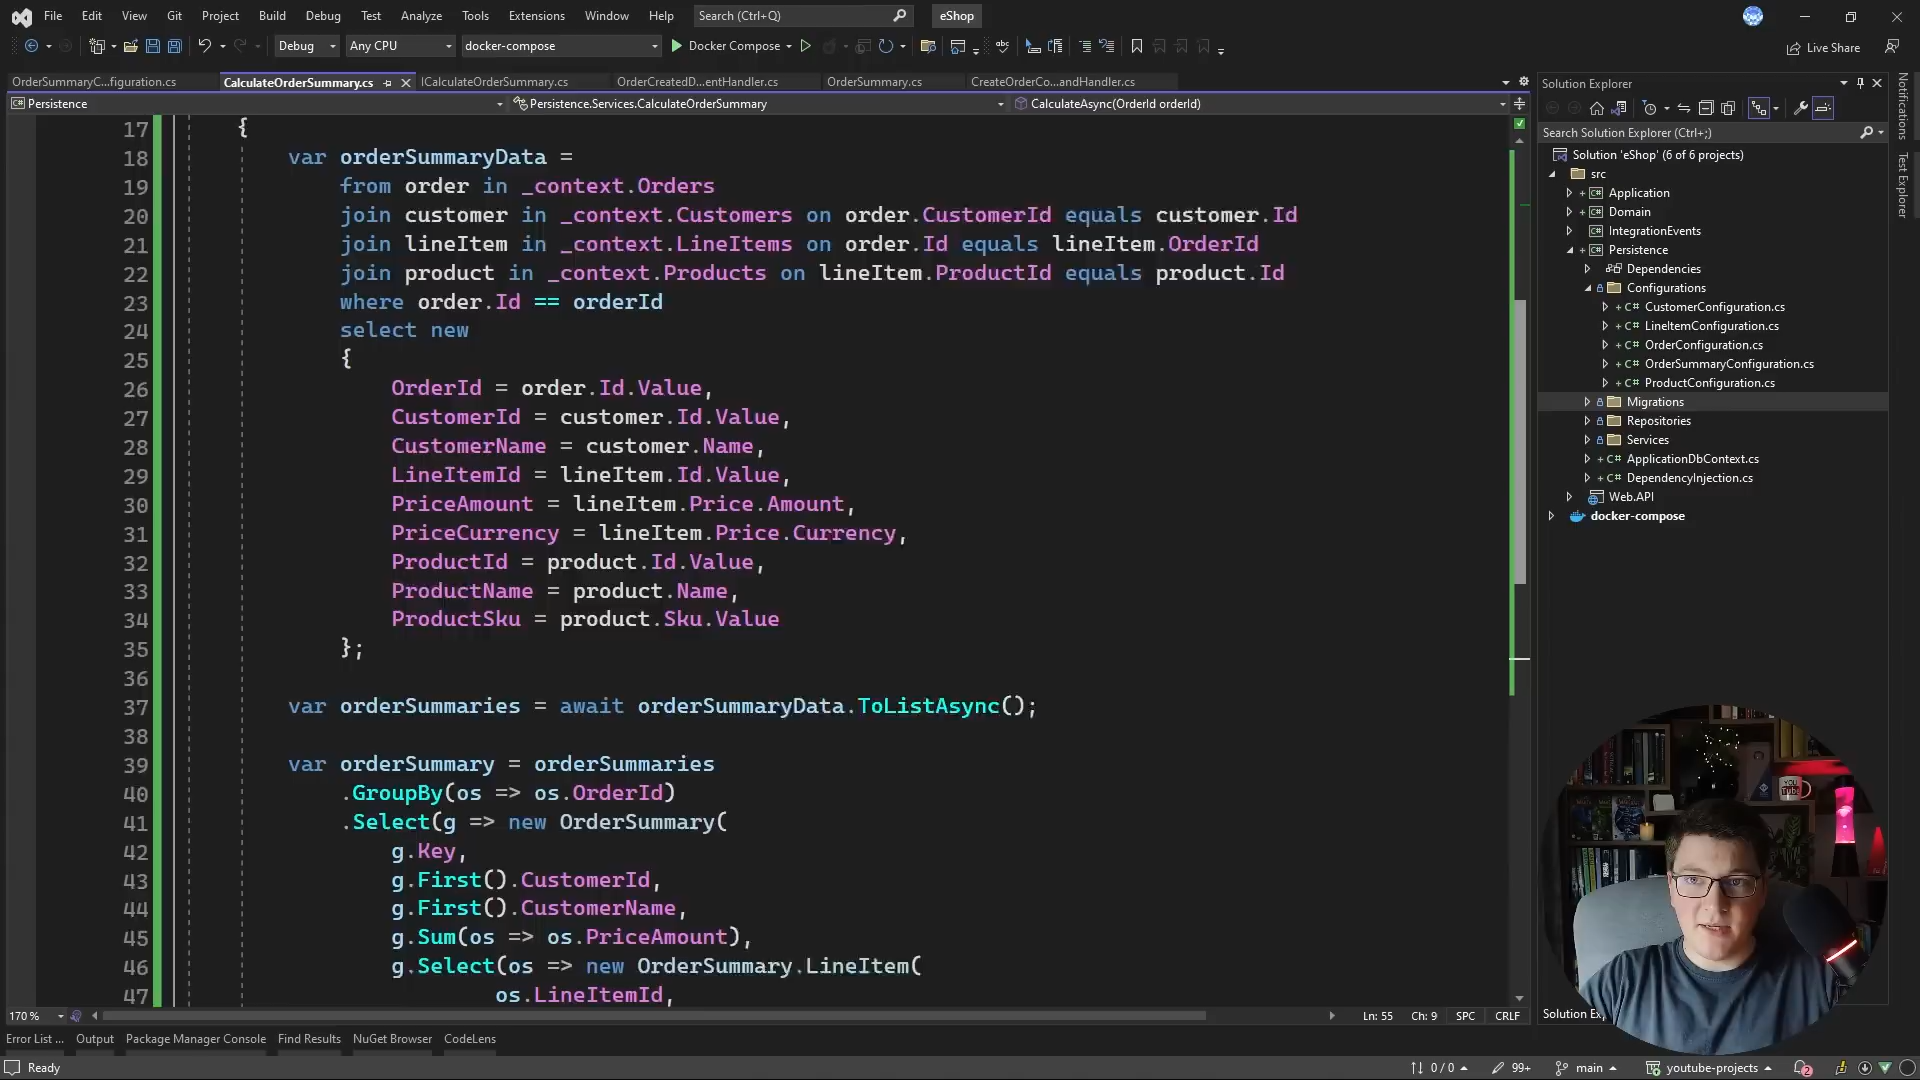 File Edit View Git Project Build Debug Test Analyze Tools Extensions Window Help Search (Ctrl+Q) eShop
Debug Any CPU docker-compose Docker Compose Live Share
OrderSummaryC...figuration.cs CalculateOrderSummary.cs ICalculateOrderSummary.cs OrderCreatedD...entHandler.cs OrderSummary.cs CreateOrderCo...andHandler.cs
Persistence Persistence.Services.CalculateOrderSummary CalculateAsync(OrderId orderId)
17 {
18 var orderSummaryData =
19 from order in _context.Orders
20 join customer in _context.Customers on order.CustomerId equals customer.Id
21 join lineItem in _context.LineItems on order.Id equals lineItem.OrderId
22 join product in _context.Products on lineItem.ProductId equals product.Id
23 where order.Id == orderId
24 select new
25 {
26 OrderId = order.Id.Value,
27 CustomerId = customer.Id.Value,
28 CustomerName = customer.Name,
29 LineItemId = lineItem.Id.Value,
30 PriceAmount = lineItem.Price.Amount,
31 PriceCurrency = lineItem.Price.Currency,
32 ProductId = product.Id.Value,
33 ProductName = product.Name,
34 ProductSku = product.Sku.Value
35 };
36
37 var orderSummaries = await orderSummaryData.ToListAsync();
38
39 var orderSummary = orderSummaries
40 .GroupBy(os => os.OrderId)
41 .Select(g => new OrderSummary(
42 g.Key,
43 g.First().CustomerId,
44 g.First().CustomerName,
45 g.Sum(os => os.PriceAmount),
46 g.Select(os => new OrderSummary.LineItem(
47 os.LineItemId,
170 % Ln: 55 Ch: 9 SPC CRLF
Error List ... Output Package Manager Console Find Results NuGet Browser CodeLens
Ready 0 / 0 99+ main youtube-projects 2
Solution Explorer
Search Solution Explorer (Ctrl+;)
Solution 'eShop' (6 of 6 projects)
src
Application
Domain
IntegrationEvents
Persistence
Dependencies
Configurations
CustomerConfiguration.cs
LineItemConfiguration.cs
OrderConfiguration.cs
OrderSummaryConfiguration.cs
ProductConfiguration.cs
Migrations
Repositories
Services
ApplicationDbContext.cs
DependencyInjection.cs
Web.API
docker-compose
Solution Exp
Notifications
Test Explorer
YOU
Tube